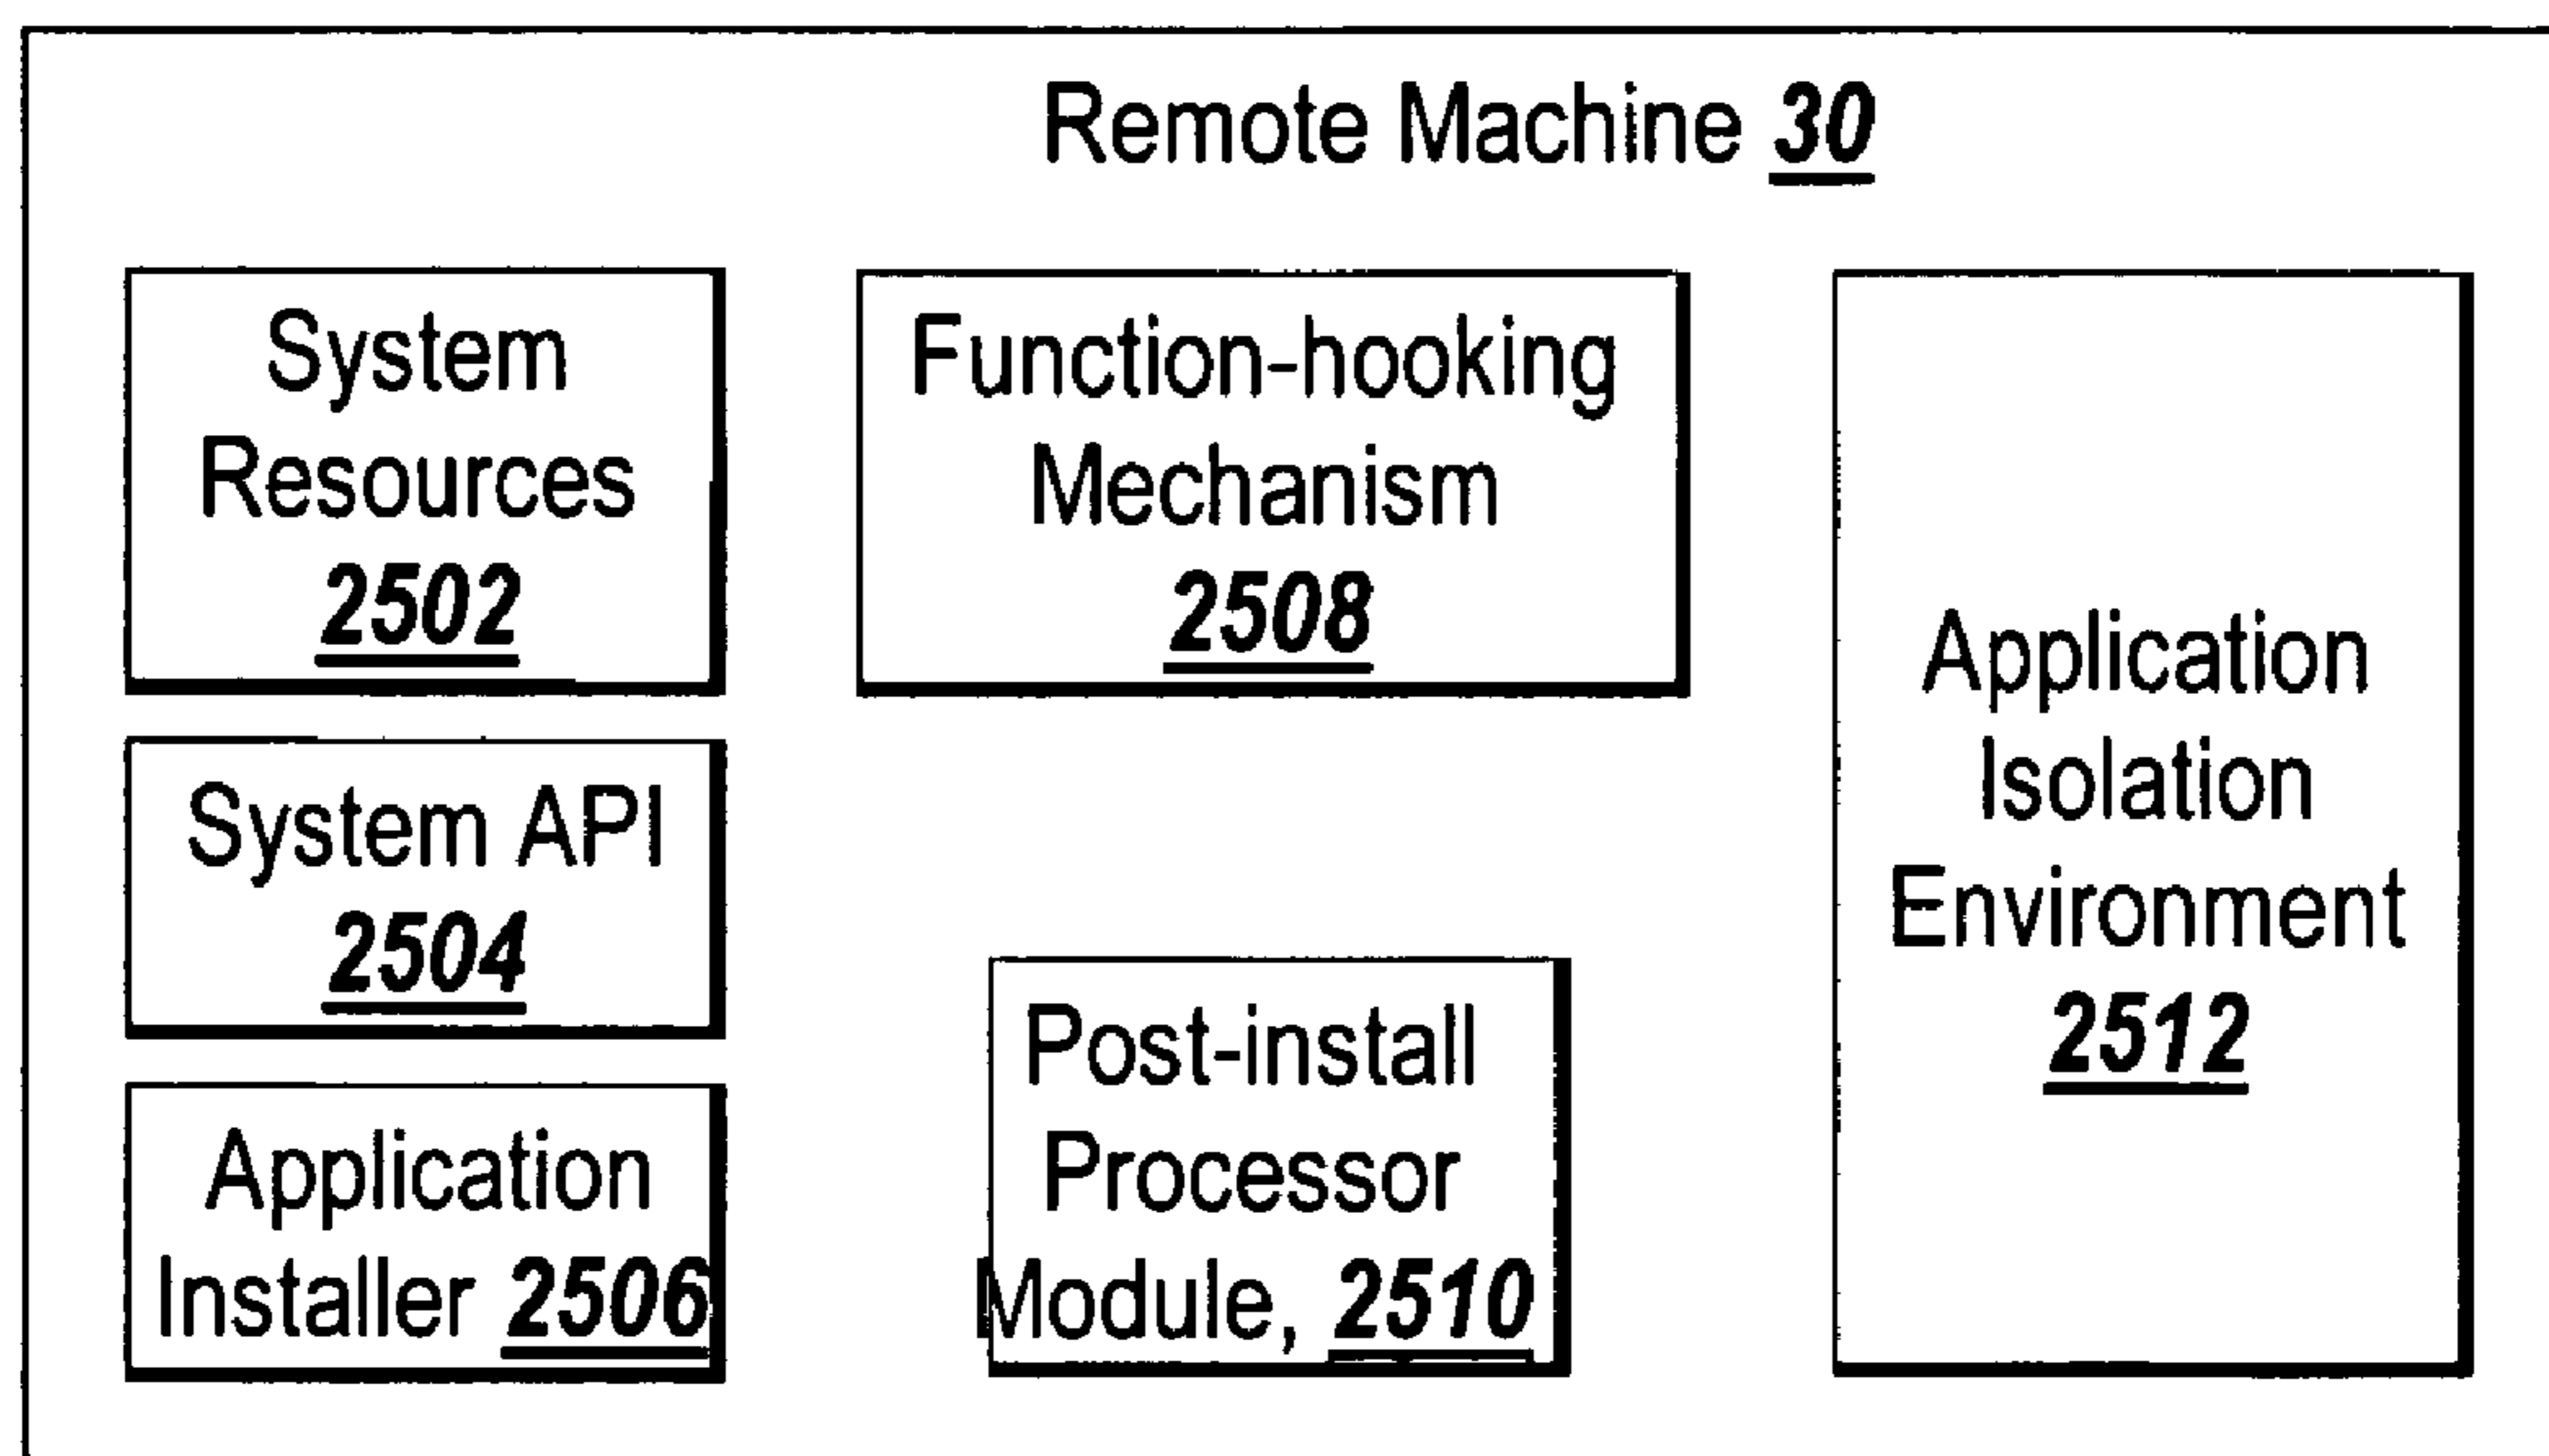 Remote Machine 30
System
Resources
2502
Function-hooking
Mechanism
2508
System API
2504
Application
Installer 2506
Post-install
Processor
Module, 2510
Application
Isolation
Environment
2512